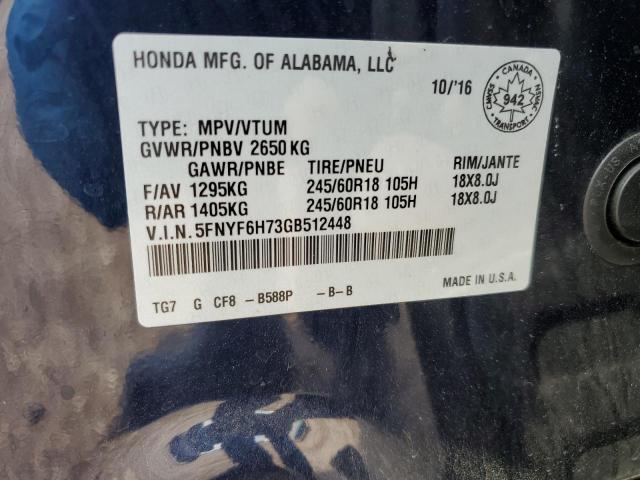 HONDA MFG. OF ALABAMA, LLC
10/'16
CANADA
CMVSS
942
NSVAC
TYPE: MPV/VTUM
GVWR/PNBV 2650 KG
GAWR/PNBE TIRE/PNEU RIM/JANTE
F/AV 1295KG 245/60R18 105H 18X8.0J
R/AR 1405KG 245/60R18 105H 18X8.0J
V.I.N. 5FNYF6H73GB512448
MADE IN U.S.A.
TG7 G CF8 -B588P -B-B